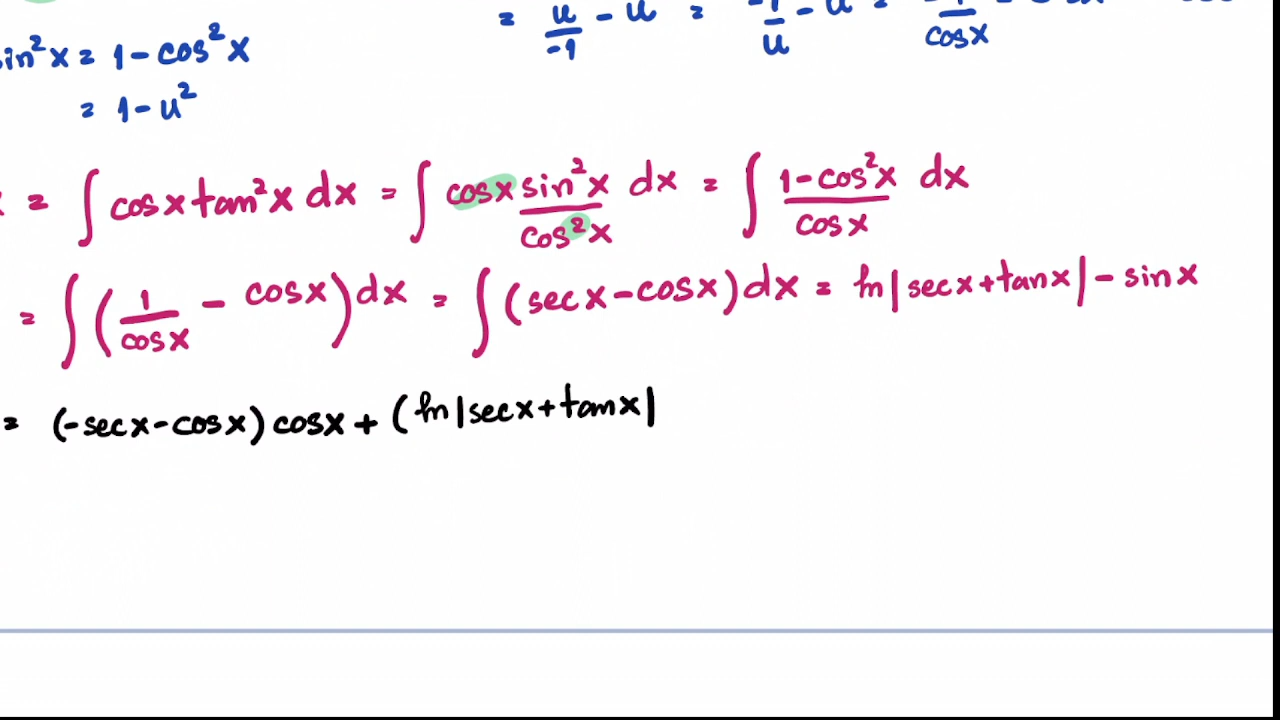 = u/-1 - u = -1/u - u = -1/cosx
sin²x = 1-cos²x
= 1-u²
= ∫ cosx tan²x dx = ∫ cosx sin²x/cos²x dx = ∫ (1-cos²x)/cosx dx
= ∫ (1/cosx - cosx) dx = ∫ (secx-cosx) dx = ln|secx+tanx| - sinx
= (-secx-cosx) cosx + (ln|secx+tanx|